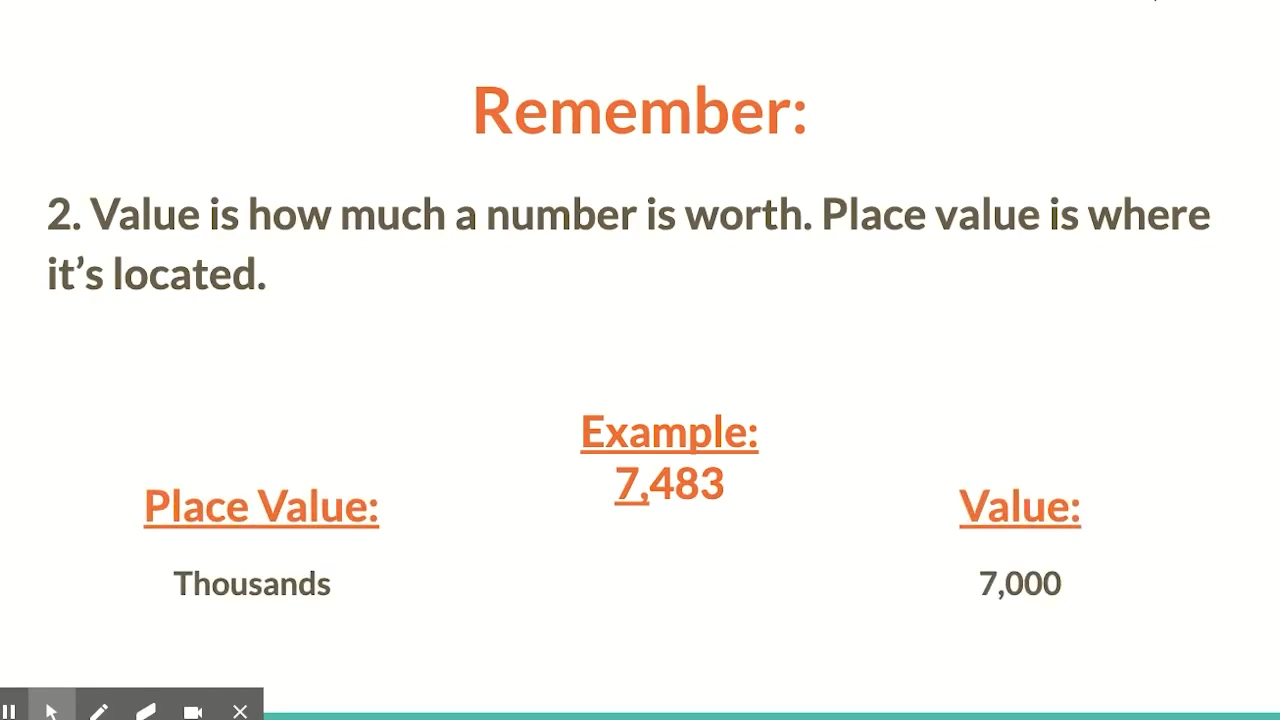 Remember:
2. Value is how much a number is worth. Place value is where
it’s located.
Example:
7,483
Place Value:
Value:
Thousands
7,000